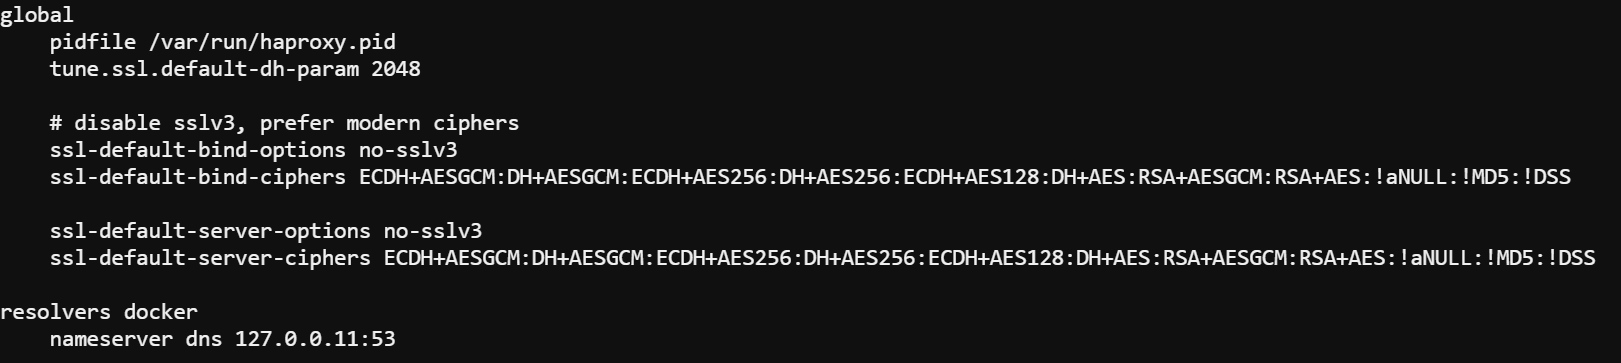 global
    pidfile /var/run/haproxy.pid
    tune.ssl.default-dh-param 2048

    # disable sslv3, prefer modern ciphers
    ssl-default-bind-options no-sslv3
    ssl-default-bind-ciphers ECDH+AESGCM:DH+AESGCM:ECDH+AES256:DH+AES256:ECDH+AES128:DH+AES:RSA+AESGCM:RSA+AES:!aNULL:!MD5:!DSS

    ssl-default-server-options no-sslv3
    ssl-default-server-ciphers ECDH+AESGCM:DH+AESGCM:ECDH+AES256:DH+AES256:ECDH+AES128:DH+AES:RSA+AESGCM:RSA+AES:!aNULL:!MD5:!DSS

resolvers docker
    nameserver dns 127.0.0.11:53